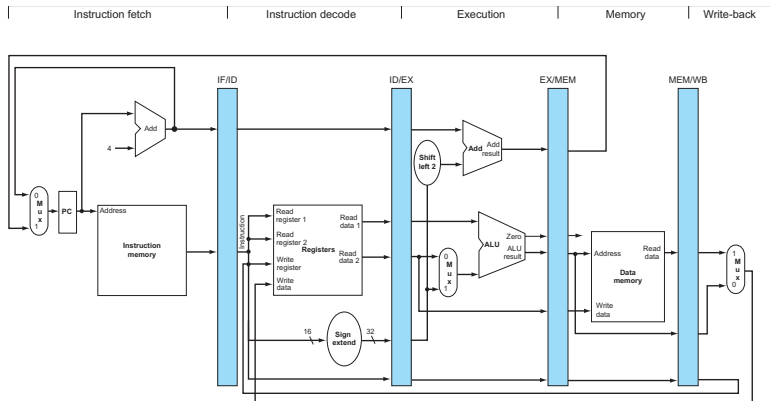 Instruction fetch
Instruction decode
Execution
Memory
Write-back
IF/ID
ID/EX
EX/MEM
MEM/WB
Add
4
Shift
left 2
Add
Add
result
0
M
u
x
1
PC
Address
Instruction
memory
Instruction
Read
register 1
Read
register 2
Write
register
Write
data
Registers
Read
data 1
Read
data 2
0
M
u
x
1
ALU
Zero
ALU
result
Address
Write
data
Data
memory
Read
data
1
M
u
x
0
16
Sign
extend
32